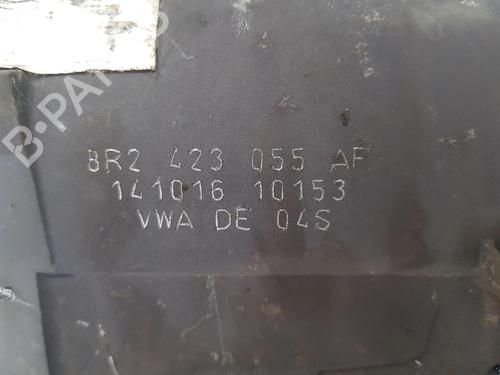 8R2 423 055 AF
141016 10153
VWA DE 04S
B-PARTS